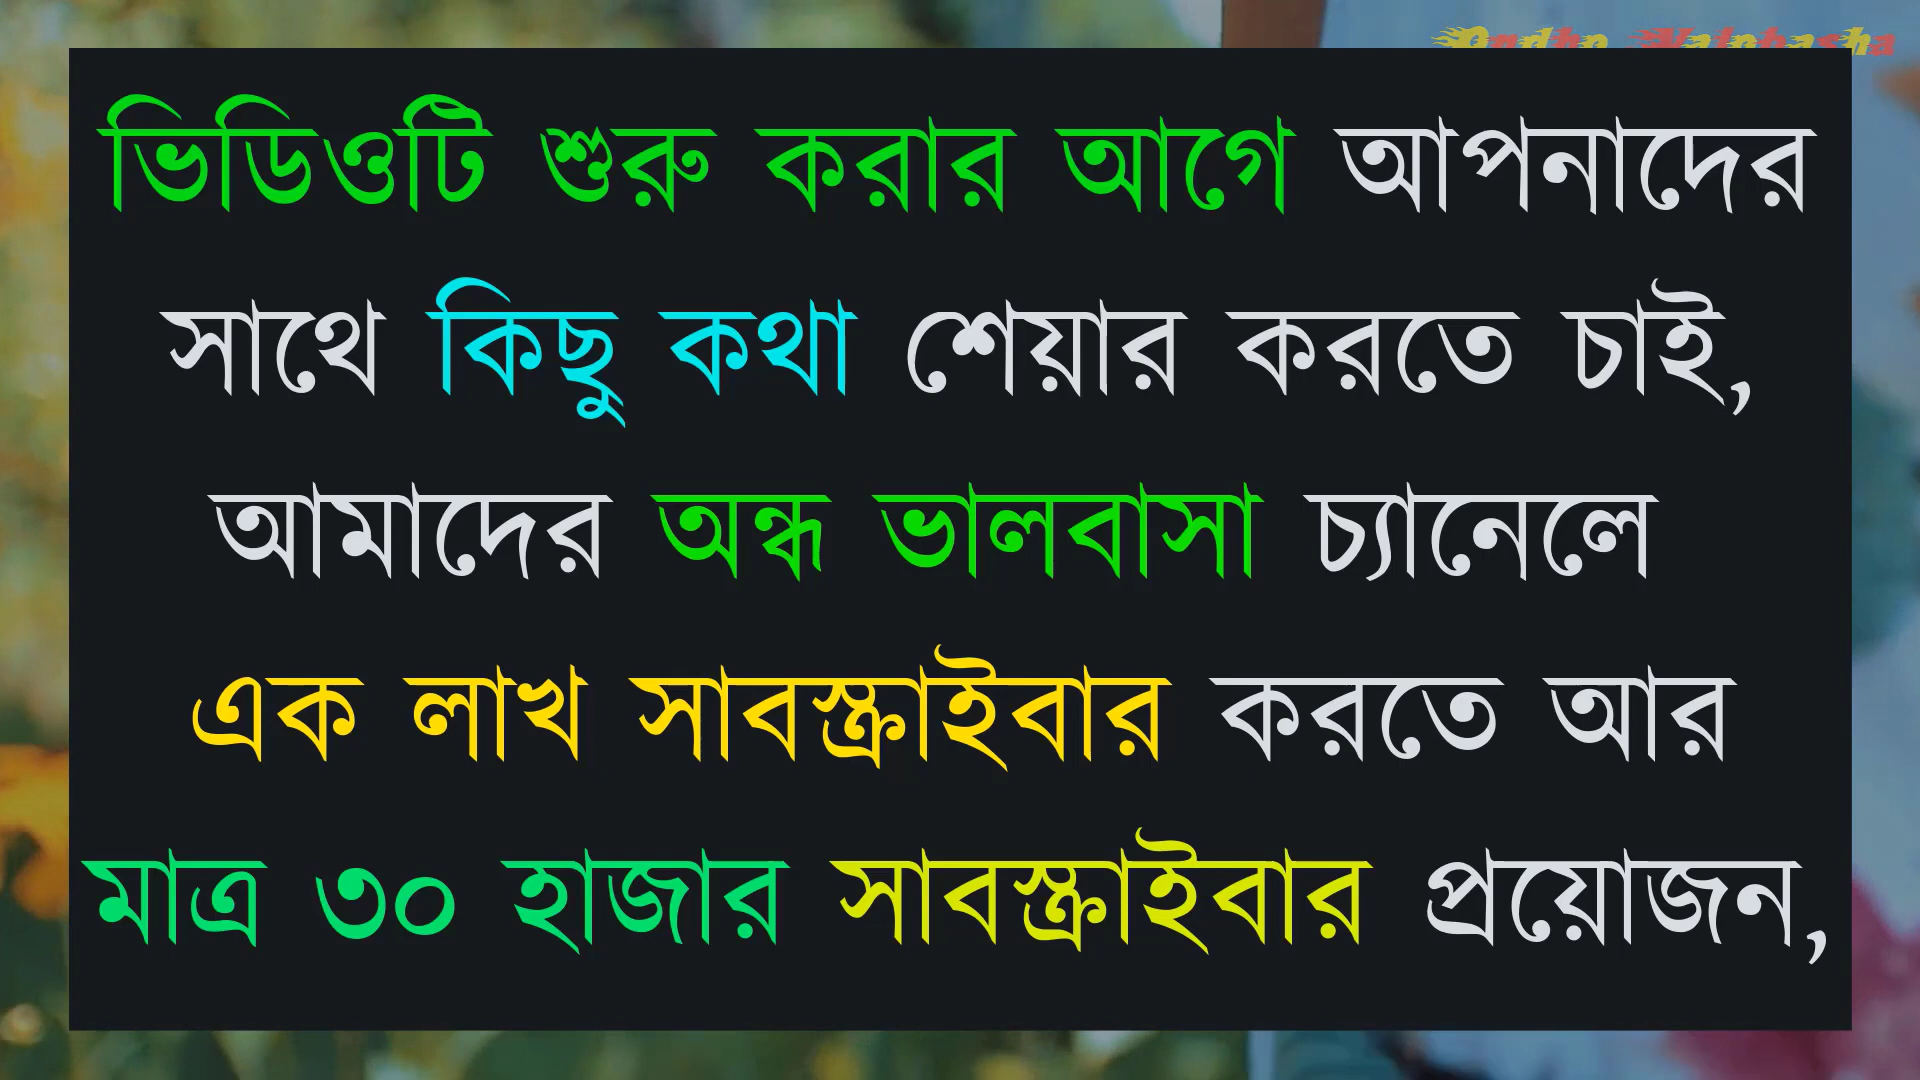 ভিডিওটি শুরু করার আগে আপনাদের
সাথে কিছু কথা শেয়ার করতে চাই,
আমাদের অন্ধ ভালবাসা চ্যানেলে
এক লাখ সাবস্ক্রাইবার করতে আর
মাত্র ৩০ হাজার সাবস্ক্রাইবার প্রয়োজন,